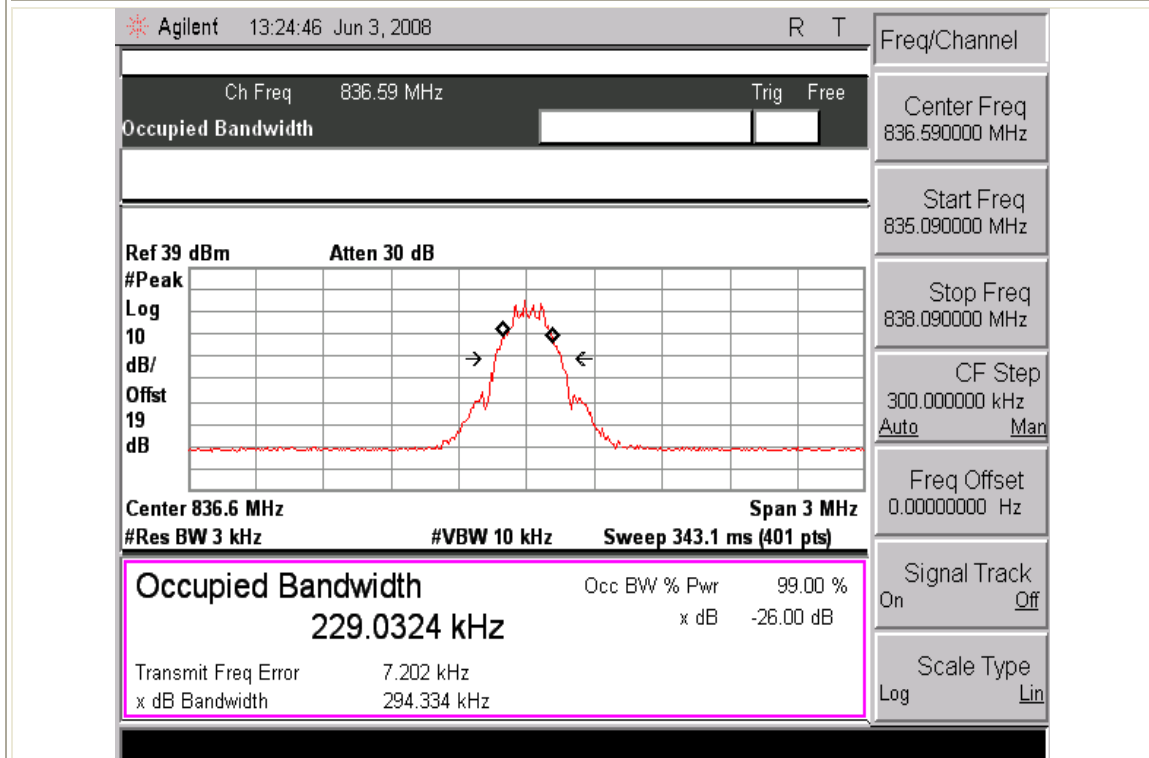 Agilent 13:24:46 Jun 3, 2008 R T
Ch Freq 836.59 MHz Trig Free
Occupied Bandwidth
Ref 39 dBm Atten 30 dB
#Peak
Log
10
dB/
Offst
19
dB
Center 836.6 MHz Span 3 MHz
#Res BW 3 kHz #VBW 10 kHz Sweep 343.1 ms (401 pts)
Occupied Bandwidth Occ BW % Pwr 99.00 %
229.0324 kHz x dB -26.00 dB
Transmit Freq Error 7.202 kHz
x dB Bandwidth 294.334 kHz
Freq/Channel
Center Freq
836.590000 MHz
Start Freq
835.090000 MHz
Stop Freq
838.090000 MHz
CF Step
300.000000 kHz
Auto Man
Freq Offset
0.00000000 Hz
Signal Track
On Off
Scale Type
Log Lin